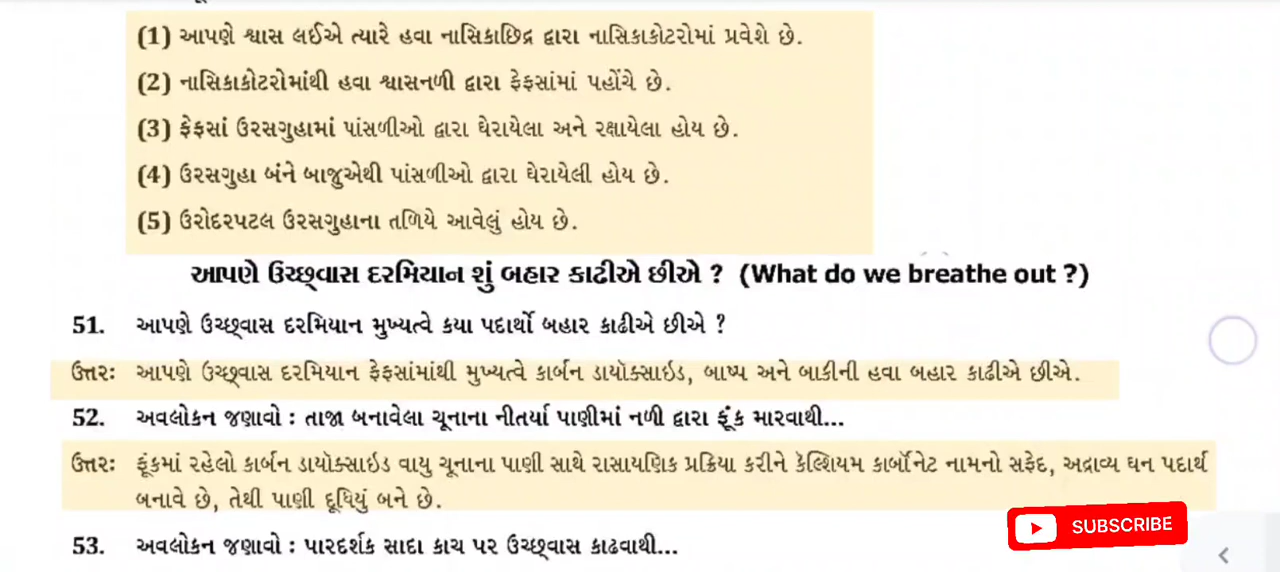 (1) આપણે શ્વાસ લઈએ ત્યારે હવા નાસિકાછિદ્ર દ્વારા નાસિકાકોટરોમાં પ્રવેશે છે.
(2) નાસિકાકોટરોમાંથી હવા શ્વાસનળી દ્વારા ફેફસાંમાં પહોંચે છે.
(3) ફેફસાં ઉરસગુહામાં પાંસળીઓ દ્વારા ઘેરાયેલા અને રક્ષાયેલા હોય છે.
(4) ઉરસગુહા બંને બાજુએથી પાંસળીઓ દ્વારા ઘેરાયેલી હોય છે.
(5) ઉરોદરપટલ ઉરસગુહાના તળિયે આવેલું હોય છે.
આપણે ઉચ્છ્વાસ દરમિયાન શું બહાર કાઢીએ છીએ ? (What do we breathe out ?)
51. આપણે ઉચ્છ્વાસ દરમિયાન મુખ્યત્વે કયા પદાર્થો બહાર કાઢીએ છીએ ?
ઉત્તર: આપણે ઉચ્છ્વાસ દરમિયાન ફેફસાંમાંથી મુખ્યત્વે કાર્બન ડાયૉક્સાઇડ, બાષ્પ અને બાકીની હવા બહાર કાઢીએ છીએ.
52. અવલોકન જણાવો : તાજા બનાવેલા ચૂનાના નીતર્યા પાણીમાં નળી દ્વારા ફૂંક મારવાથી...
ઉત્તર: ફૂંકમાં રહેલો કાર્બન ડાયૉક્સાઇડ વાયુ ચૂનાના પાણી સાથે રાસાયણિક પ્રક્રિયા કરીને કૅલ્શિયમ કાર્બોનેટ નામનો સફેદ, અદ્રાવ્ય ઘન પદાર્થ
બનાવે છે, તેથી પાણી દૂધિયું બને છે.
SUBSCRIBE
53. અવલોકન જણાવો : પારદર્શક સાદા કાચ પર ઉચ્છ્વાસ કાઢવાથી...